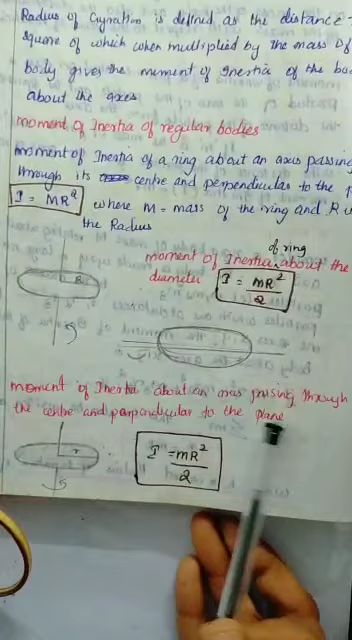 Radius of Gyration is defined as the distance
Square of which when multiplied by the mass Of
body gives the moment of Inertia of the
about the axes
moment of Inertia of regular bodies
moment of Inertia of a ring about an axis passing
through its centre and perpendicular to the
I = MR² where M = mass of the ring and R
the Radius
moment of Inertia of ring about the
diameter I = mR²/2
R
moment of Inertia about an axis passing through
the centre and perpendicular to the plane
r
I = mR²/2